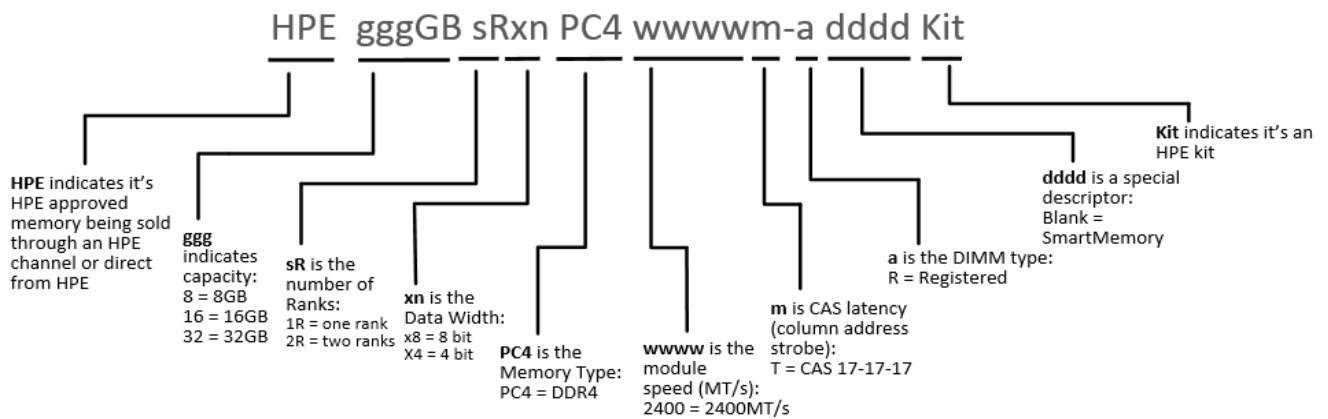 HPE gggGB sRxn PC4 wwwwm-a dddd Kit
HPE indicates it's
HPE approved
memory being sold
through an HPE
channel or direct
from HPE
ggg
indicates
capacity:
8 = 8GB
16 = 16GB
32 = 32GB
sR is the
number of
Ranks:
1R = one rank
2R = two ranks
xn is the
Data Width:
x8 = 8 bit
X4 = 4 bit
PC4 is the
Memory Type:
PC4 = DDR4
wwww is the
module
speed (MT/s):
2400 = 2400MT/s
m is CAS latency
(column address
strobe):
T = CAS 17-17-17
a is the DIMM type:
R = Registered
dddd is a special
descriptor:
Blank =
SmartMemory
Kit indicates it's an
HPE kit